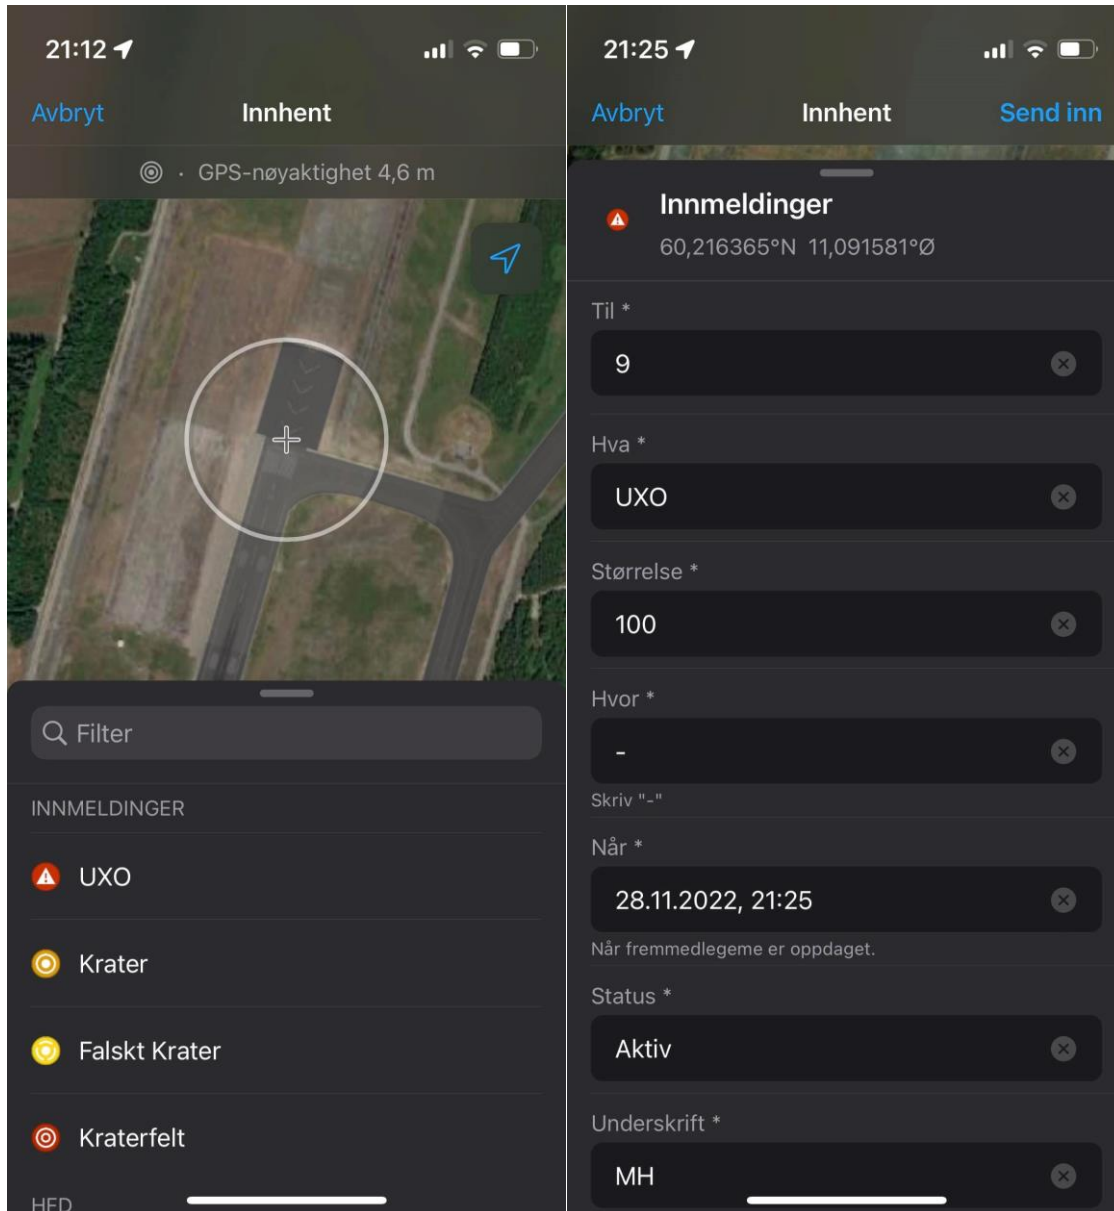 21:12
Avbryt
Innhent
GPS-nøyaktighet 4,6 m
Filter
INNMELDINGER
UXO
Krater
Falskt Krater
Kraterfelt
HED
21:25
Avbryt
Innhent
Send inn
Innmeldinger
60,216365°N 11,091581°Ø
Til *
9
Hva *
UXO
Størrelse *
100
Hvor *
-
Skriv "-"
Når *
28.11.2022, 21:25
Når fremmedlegeme er oppdaget.
Status *
Aktiv
Underskrift *
MH